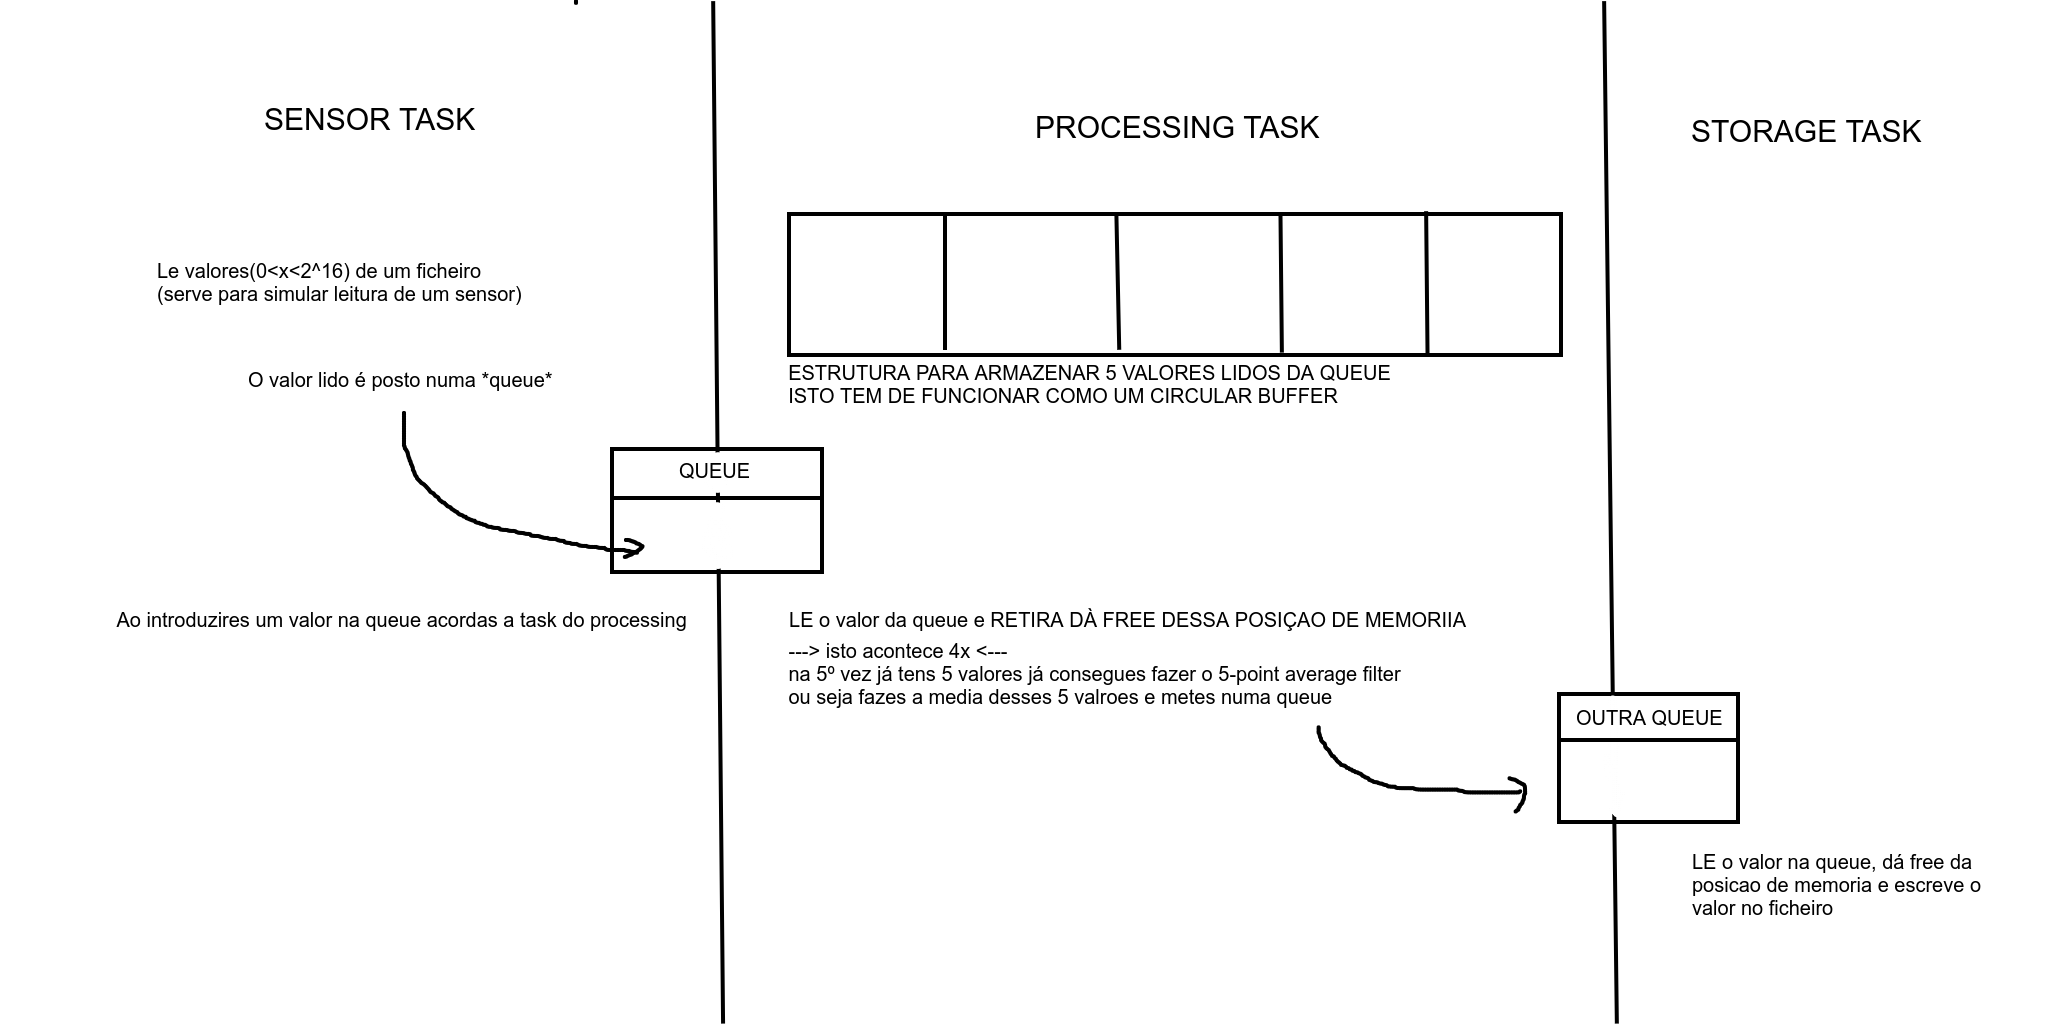 SENSOR TASK
Le valores(0<x<2^16) de um ficheiro
(serve para simular leitura de um sensor)
O valor lido é posto numa *queue*
QUEUE
Ao introduzires um valor na queue acordas a task do processing
PROCESSING TASK
ESTRUTURA PARA ARMAZENAR 5 VALORES LIDOS DA QUEUE
ISTO TEM DE FUNCIONAR COMO UM CIRCULAR BUFFER
LE o valor da queue e RETIRA DÀ FREE DESSA POSIÇAO DE MEMORIIA
---> isto acontece 4x <---
na 5º vez já tens 5 valores já consegues fazer o 5-point average filter
ou seja fazes a media desses 5 valroes e metes numa queue
STORAGE TASK
OUTRA QUEUE
LE o valor na queue, dá free da
posicao de memoria e escreve o
valor no ficheiro